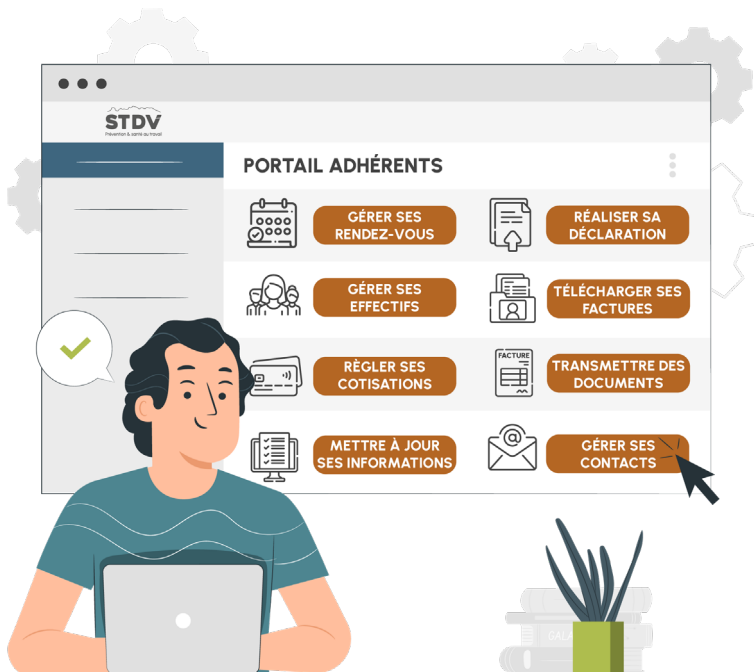 STDV
Prévention & santé au travail
PORTAIL ADHÉRENTS
GÉRER SES
RENDEZ-VOUS
RÉALISER SA
DÉCLARATION
GÉRER SES
EFFECTIFS
TÉLÉCHARGER SES
FACTURES
RÈGLER SES
COTISATIONS
FACTURE
TRANSMETTRE DES
DOCUMENTS
METTRE À JOUR
SES INFORMATIONS
@
GÉRER SES
CONTACTS